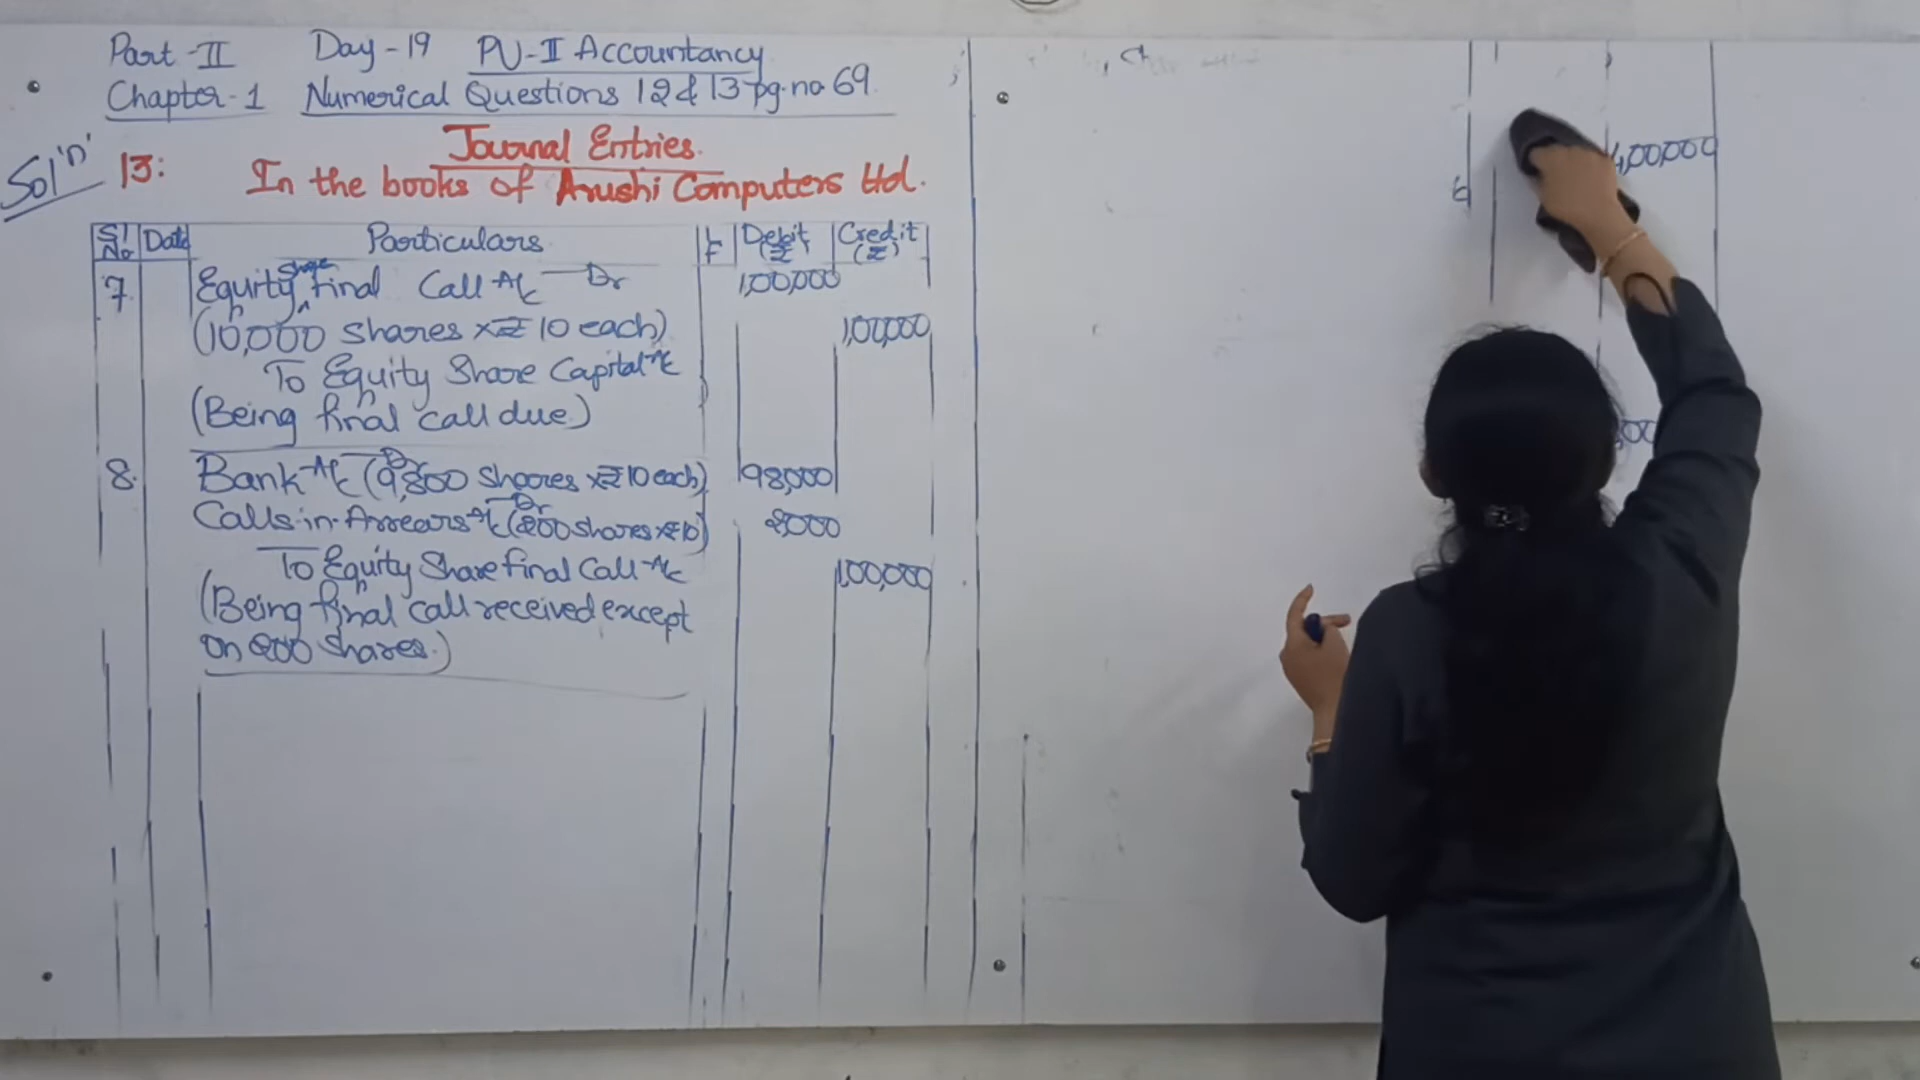 Part-II Day-19 PU-II Accountancy
Chapter-1 Numerical Questions 12 & 13 pg.no 69
Journal Entries.
Sol'n' 13: In the books of Arushi Computers Ltd.
Sl No Date Particulars LF Debit (₹) Credit (₹)
7 Equity Share final Call A/c Dr 1,00,000
(10,000 shares x ₹ 10 each) 1,00,000
To Equity Share Capital A/c
(Being final call due)
8. Bank A/c Dr (9,800 shares x ₹ 10 each) 98,000
Calls-in-Arrears A/c Dr (200 shares x ₹ 10) 2,000
To Equity Share final Call A/c 1,00,000
(Being final call received except
on 200 shares.)